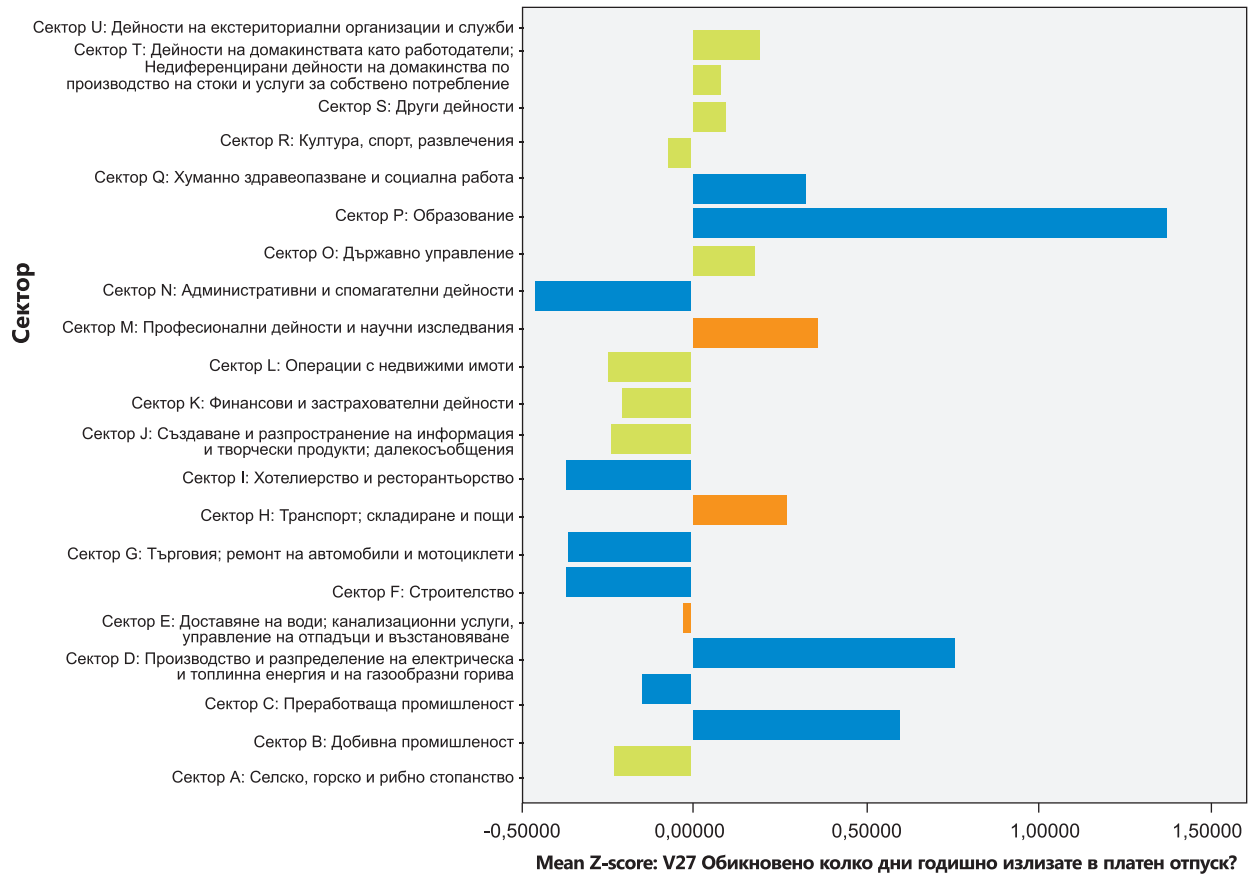 Сектор U: Дейности на екстериториални организации и служби
Сектор T: Дейности на домакинствата като работодатели;
Недиференцирани дейности на домакинства по
производство на стоки и услуги за собствено потребление
Сектор S: Други дейности
Сектор R: Култура, спорт, развлечения
Сектор Q: Хуманно здравеопазване и социална работа
Сектор P: Образование
Сектор O: Държавно управление
Сектор N: Административни и спомагателни дейности
Сектор M: Професионални дейности и научни изследвания
Сектор L: Операции с недвижими имоти
Сектор K: Финансови и застрахователни дейности
Сектор J: Създаване и разпространение на информация
и творчески продукти; далекосъобщения
Сектор I: Хотелиерство и ресторантьорство
Сектор H: Транспорт; складиране и пощи
Сектор G: Търговия; ремонт на автомобили и мотоциклети
Сектор F: Строителство
Сектор E: Доставяне на води; канализационни услуги,
управление на отпадъци и възстановяване
Сектор D: Производство и разпределение на електрическа
и топлинна енергия и на газообразни горива
Сектор C: Преработваща промишленост
Сектор B: Добивна промишленост
Сектор A: Селско, горско и рибно стопанство
Сектор
-0,50000 0,00000 0,50000 1,00000 1,50000
Mean Z-score: V27 Обикновено колко дни годишно излизате в платен отпуск?